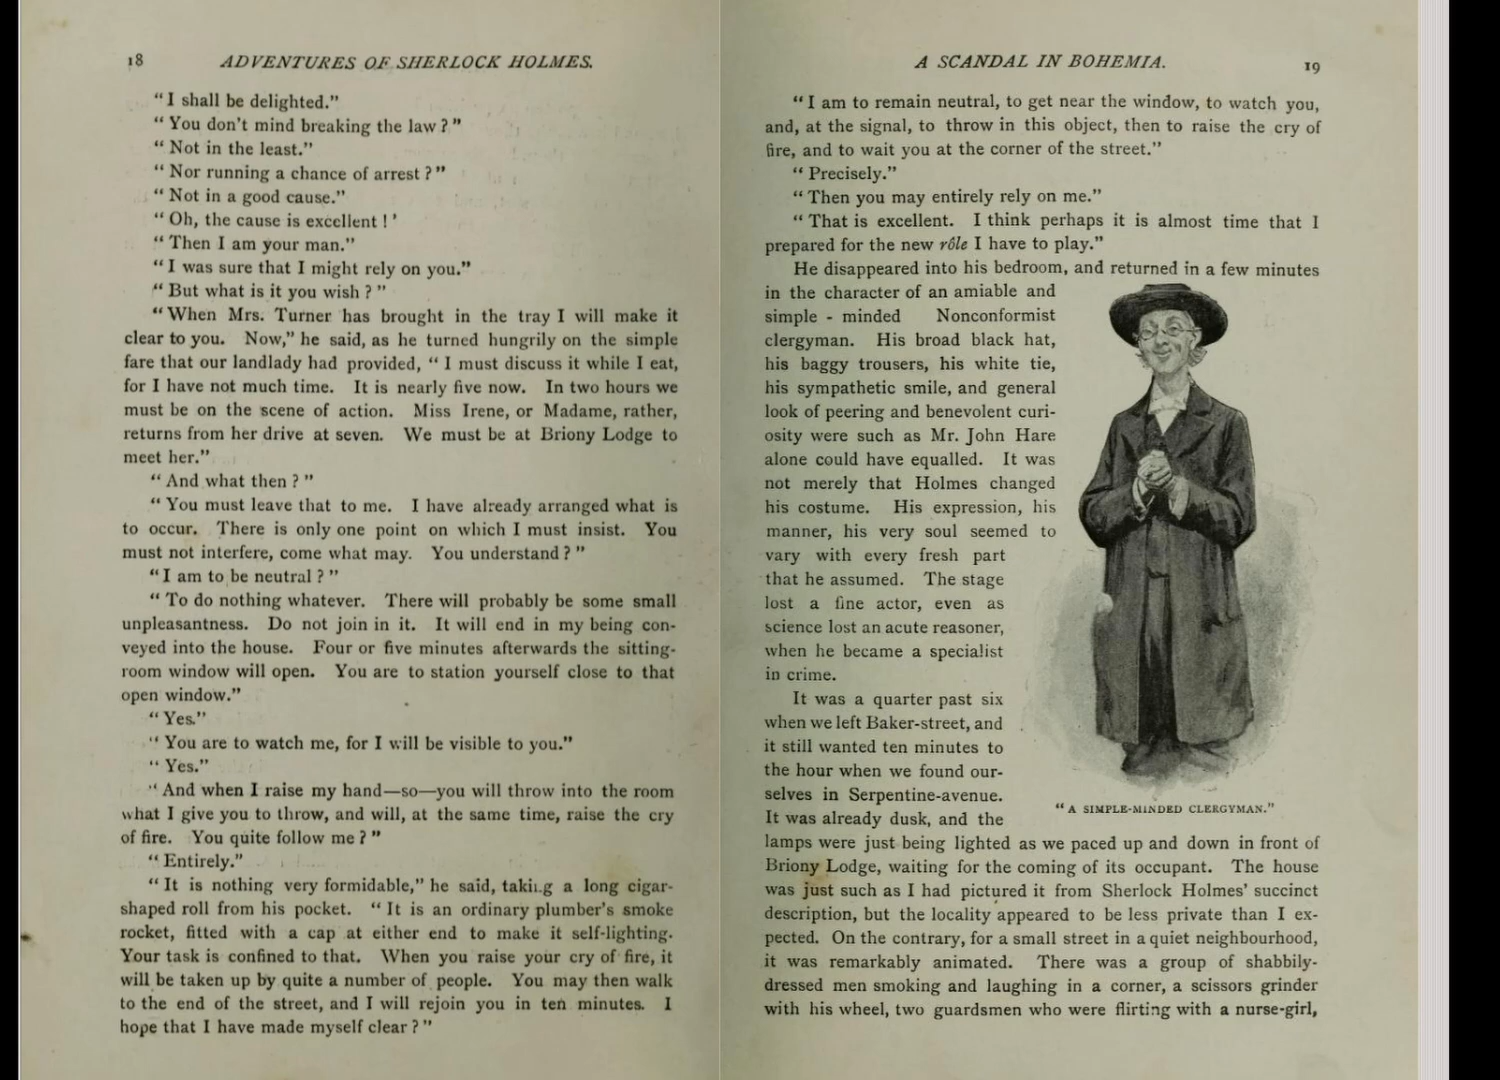 18
ADVENTURES OF SHERLOCK HOLMES.
“I shall be delighted.”
“You don’t mind breaking the law?”
“Not in the least.”
“Nor running a chance of arrest?”
“Not in a good cause.”
“Oh, the cause is excellent!’
“Then I am your man.”
“I was sure that I might rely on you.”
“But what is it you wish?”
“When Mrs. Turner has brought in the tray I will make it
clear to you. Now,” he said, as he turned hungrily on the simple
fare that our landlady had provided, “I must discuss it while I eat,
for I have not much time. It is nearly five now. In two hours we
must be on the scene of action. Miss Irene, or Madame, rather,
returns from her drive at seven. We must be at Briony Lodge to
meet her.”
“And what then?”
“You must leave that to me. I have already arranged what is
to occur. There is only one point on which I must insist. You
must not interfere, come what may. You understand?”
“I am to be neutral?”
“To do nothing whatever. There will probably be some small
unpleasantness. Do not join in it. It will end in my being con-
veyed into the house. Four or five minutes afterwards the sitting-
room window will open. You are to station yourself close to that
open window.”
“Yes.”
“You are to watch me, for I will be visible to you.”
“Yes.”
“And when I raise my hand—so—you will throw into the room
what I give you to throw, and will, at the same time, raise the cry
of fire. You quite follow me?”
“Entirely.”
“It is nothing very formidable,” he said, taking a long cigar-
shaped roll from his pocket. “It is an ordinary plumber’s smoke
rocket, fitted with a cap at either end to make it self-lighting.
Your task is confined to that. When you raise your cry of fire, it
will be taken up by quite a number of people. You may then walk
to the end of the street, and I will rejoin you in ten minutes. I
hope that I have made myself clear?”
A SCANDAL IN BOHEMIA.
19
“I am to remain neutral, to get near the window, to watch you,
and, at the signal, to throw in this object, then to raise the cry of
fire, and to wait you at the corner of the street.”
“Precisely.”
“Then you may entirely rely on me.”
“That is excellent. I think perhaps it is almost time that I
prepared for the new rôle I have to play.”
He disappeared into his bedroom, and returned in a few minutes
in the character of an amiable and
simple - minded Nonconformist
clergyman. His broad black hat,
his baggy trousers, his white tie,
his sympathetic smile, and general
look of peering and benevolent curi-
osity were such as Mr. John Hare
alone could have equalled. It was
not merely that Holmes changed
his costume. His expression, his
manner, his very soul seemed to
vary with every fresh part
that he assumed. The stage
lost a fine actor, even as
science lost an acute reasoner,
when he became a specialist
in crime.
It was a quarter past six
when we left Baker-street, and
it still wanted ten minutes to
the hour when we found our-
selves in Serpentine-avenue.
It was already dusk, and the
lamps were just being lighted as we paced up and down in front of
Briony Lodge, waiting for the coming of its occupant. The house
was just such as I had pictured it from Sherlock Holmes’ succinct
description, but the locality appeared to be less private than I ex-
pected. On the contrary, for a small street in a quiet neighbourhood,
it was remarkably animated. There was a group of shabbily-
dressed men smoking and laughing in a corner, a scissors grinder
with his wheel, two guardsmen who were flirting with a nurse-girl,
“A SIMPLE-MINDED CLERGYMAN.”